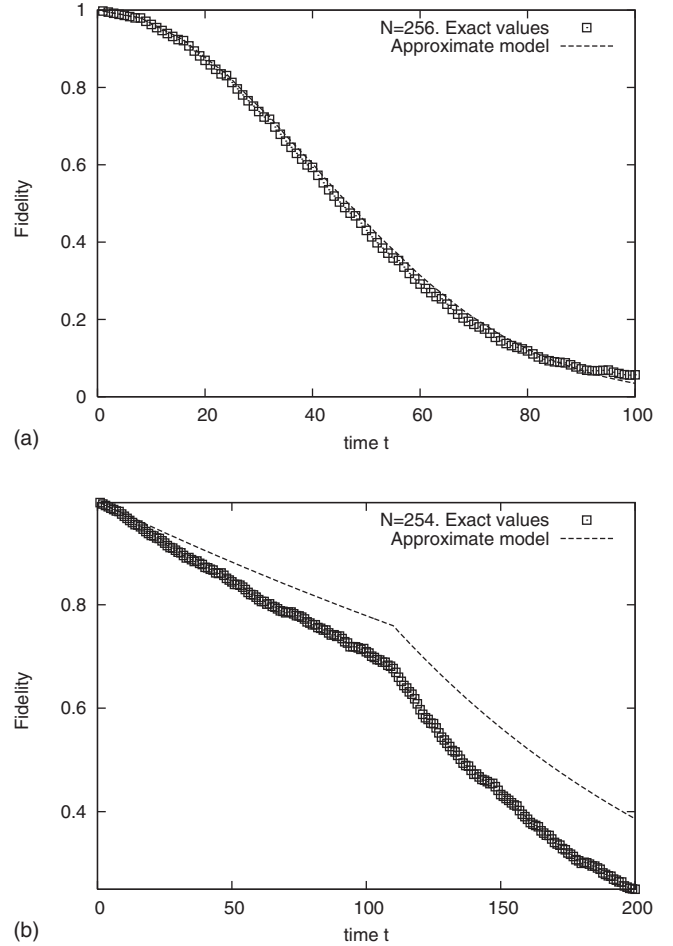 1
0.8
0.6
0.4
0.2
0
Fidelity
N=256. Exact values
Approximate model
0 20 40 60 80 100
time t
(a)
0.8
0.6
0.4
Fidelity
N=254. Exact values
Approximate model
0 50 100 150 200
time t
(b)